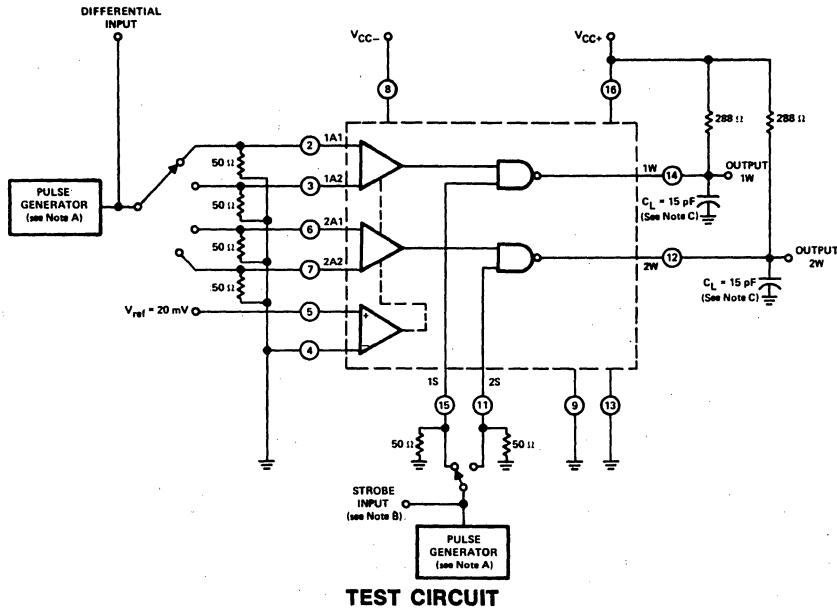 DIFFERENTIAL
INPUT
VCC−
VCC+
8
16
288 Ω
288 Ω
2
1A1
50 Ω
1A2
3
50 Ω
PULSE
GENERATOR
(see Note A)
1W
14
OUTPUT
1W
CL = 15 pF
(See Note C)
6
2A1
50 Ω
2A2
7
50 Ω
12
2W
OUTPUT
2W
CL = 15 pF
(See Note C)
Vref = 20 mV
5
+
4
−
1S
2S
15
11
9
13
50 Ω
50 Ω
STROBE
INPUT
(see Note B)
PULSE
GENERATOR
(see Note A)
TEST CIRCUIT